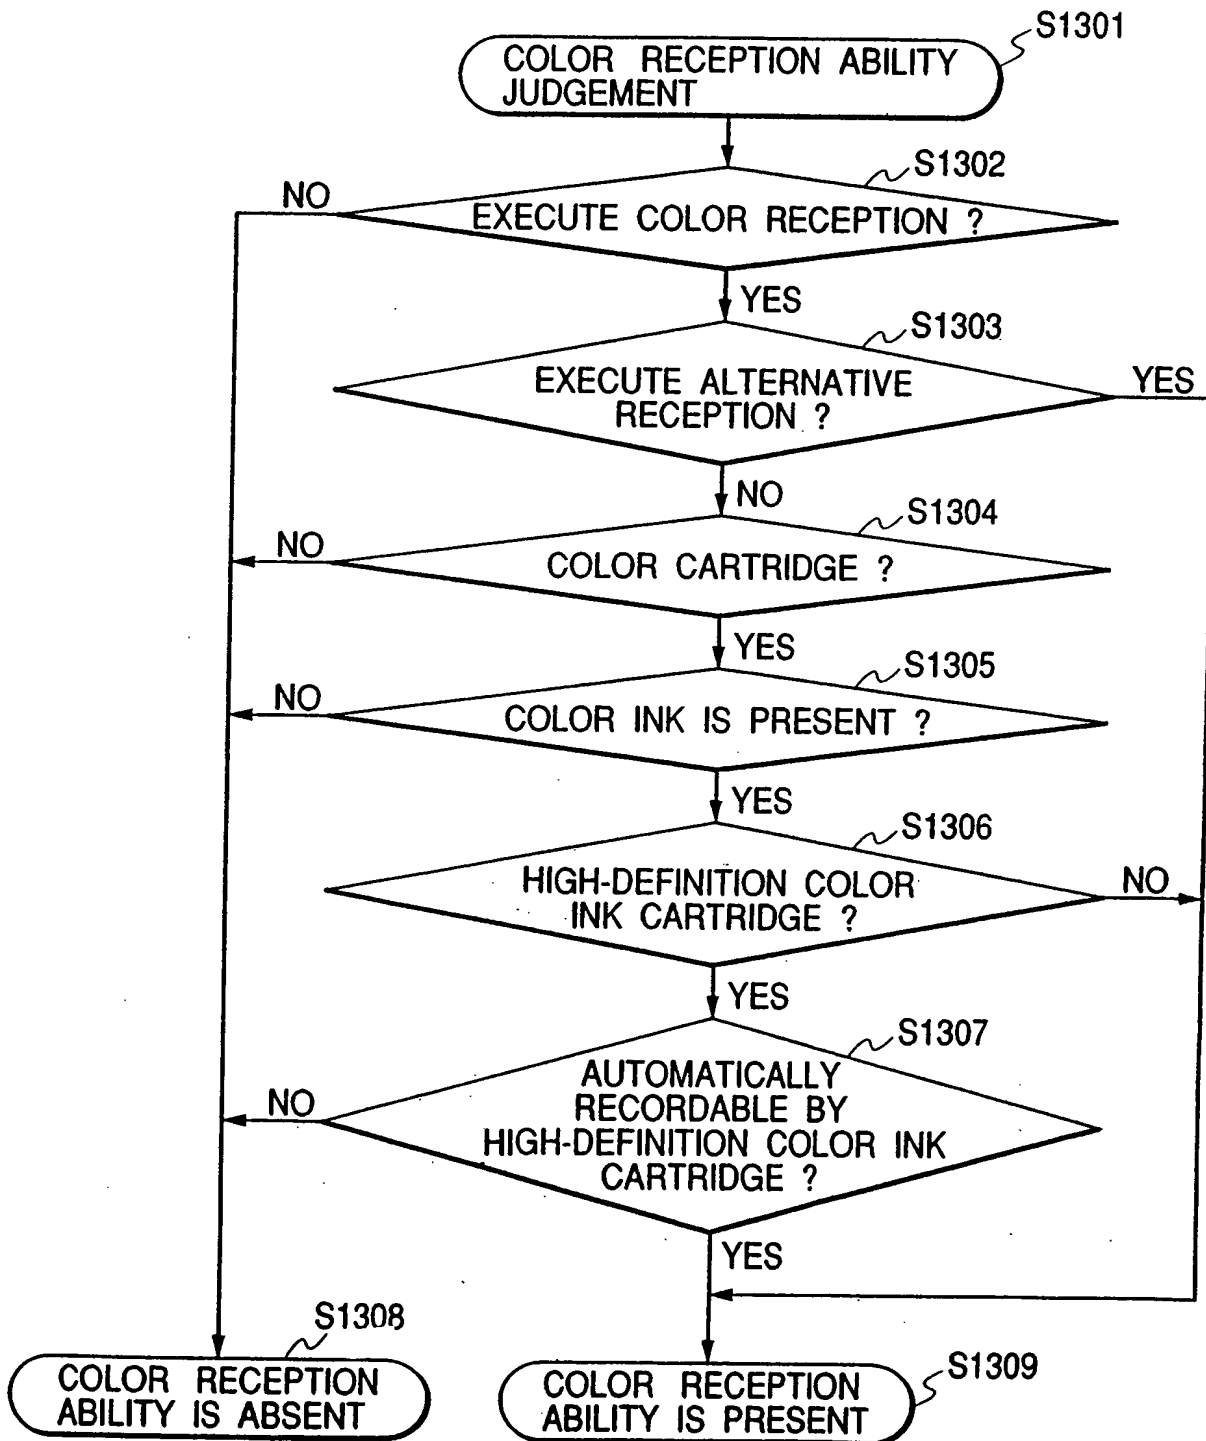 S1301
COLOR RECEPTION ABILITY
JUDGEMENT
S1302
NO
EXECUTE COLOR RECEPTION ?
YES
S1303
EXECUTE ALTERNATIVE
RECEPTION ?
YES
NO
S1304
NO
COLOR CARTRIDGE ?
YES
S1305
NO
COLOR INK IS PRESENT ?
YES
S1306
HIGH-DEFINITION COLOR
INK CARTRIDGE ?
NO
YES
S1307
NO
AUTOMATICALLY
RECORDABLE BY
HIGH-DEFINITION COLOR INK
CARTRIDGE ?
YES
S1308
COLOR RECEPTION
ABILITY IS ABSENT
S1309
COLOR RECEPTION
ABILITY IS PRESENT